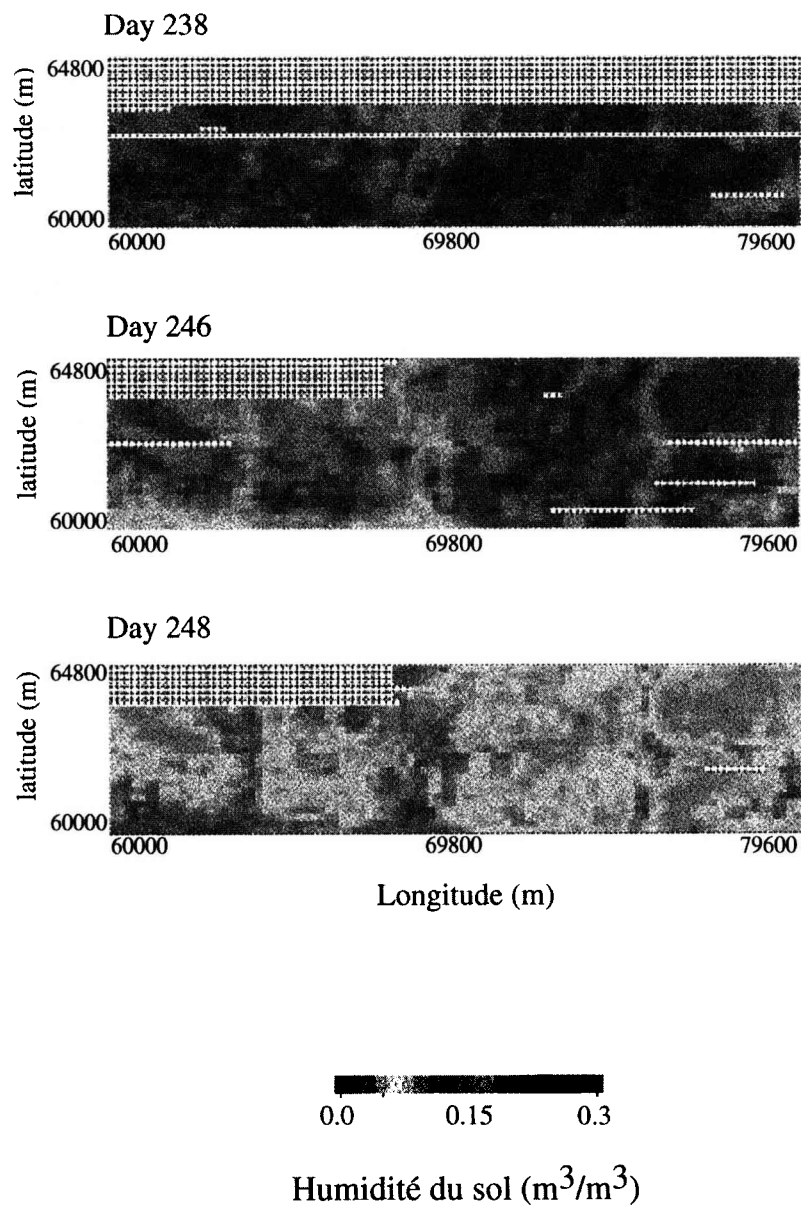 Day 238
latitude (m)
64800
60000
60000 69800 79600
Day 246
latitude (m)
64800
60000
60000 69800 79600
Day 248
latitude (m)
64800
60000
60000 69800 79600
Longitude (m)
0.0 0.15 0.3
Humidité du sol (m³/m³)